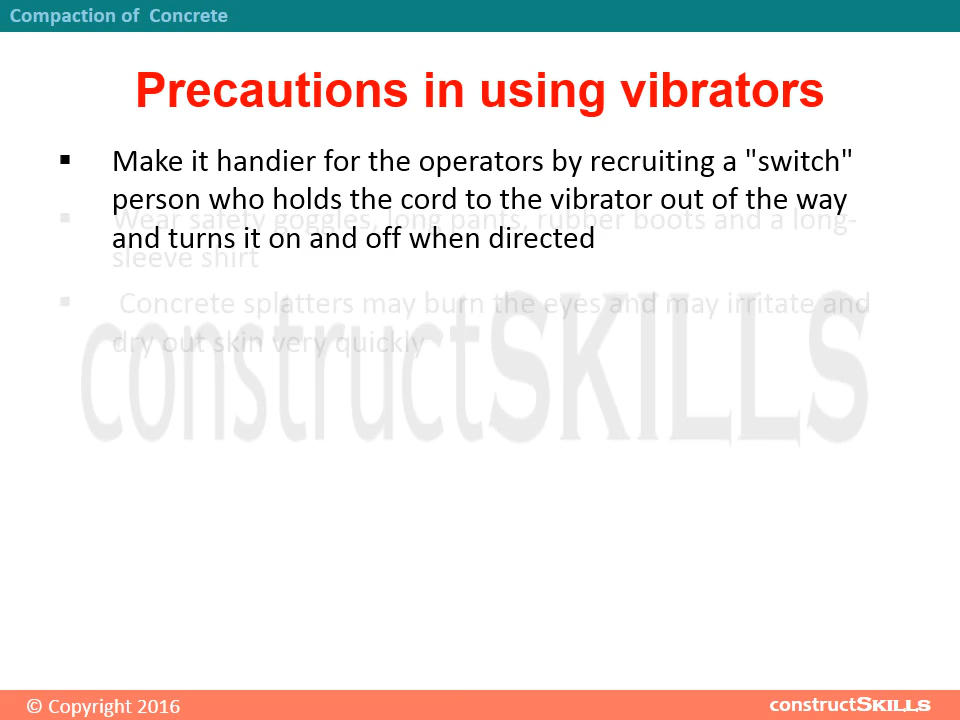 Compaction of Concrete
Precautions in using vibrators
▪ Make it handier for the operators by recruiting a "switch"
person who holds the cord to the vibrator out of the way
and turns it on and off when directed
▪ Wear safety goggles, long pants, rubber boots and a long-
sleeve shirt
▪ Concrete splatters may burn the eyes and may irritate and
dry out skin very quickly
constructSKILLS
© Copyright 2016
constructSKILLS